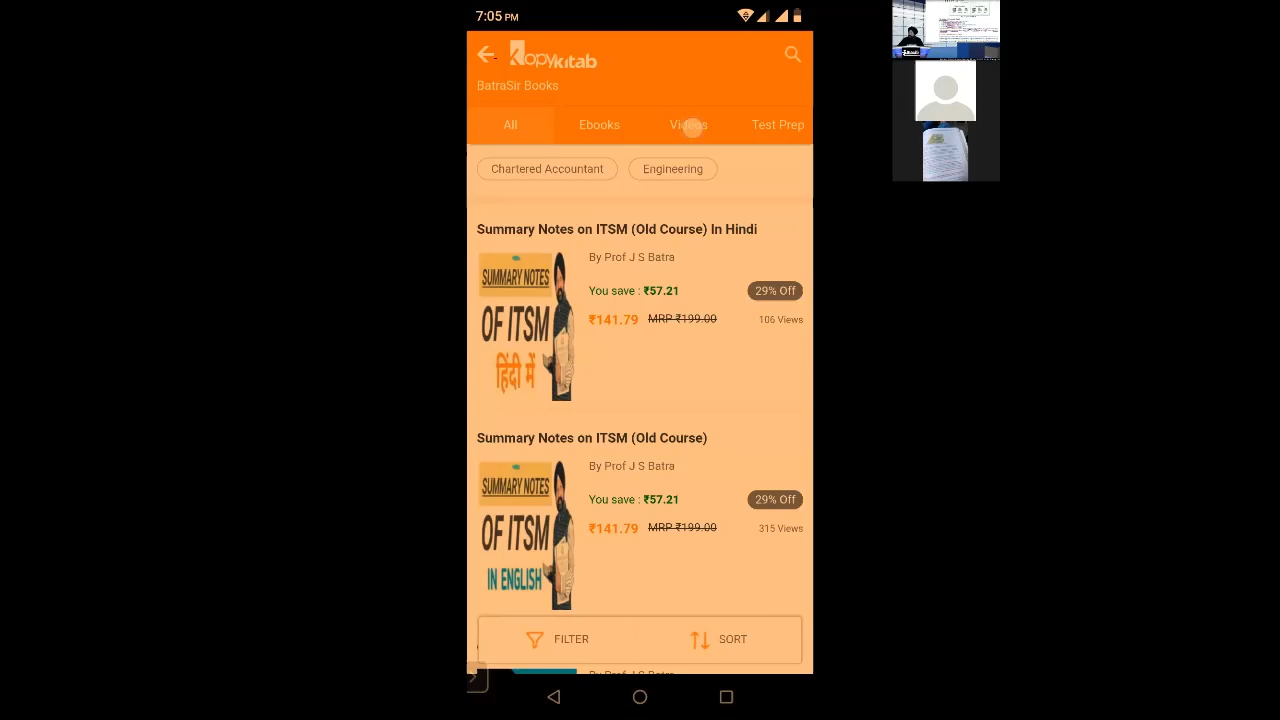 7:05 PM
kopykitab
BatraSir Books
All Ebooks Videos Test Prep
Chartered Accountant Engineering
Summary Notes on ITSM (Old Course) In Hindi
SUMMARY NOTES
OF ITSM
हिंदी में
By Prof J S Batra
You save : ₹57.21 29% Off
₹141.79 MRP ₹199.00 106 Views
Summary Notes on ITSM (Old Course)
SUMMARY NOTES
OF ITSM
IN ENGLISH
By Prof J S Batra
You save : ₹57.21 29% Off
₹141.79 MRP ₹199.00 315 Views
FILTER SORT
By Prof J S Batra